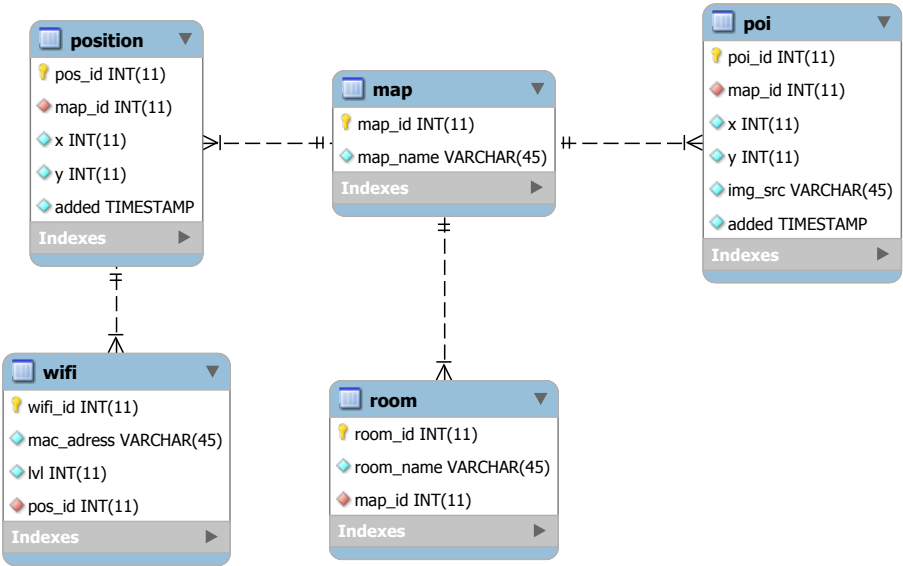 position
pos_id INT(11)
map_id INT(11)
x INT(11)
y INT(11)
added TIMESTAMP
Indexes
map
map_id INT(11)
map_name VARCHAR(45)
Indexes
poi
poi_id INT(11)
map_id INT(11)
x INT(11)
y INT(11)
img_src VARCHAR(45)
added TIMESTAMP
Indexes
wifi
wifi_id INT(11)
mac_adress VARCHAR(45)
lvl INT(11)
pos_id INT(11)
Indexes
room
room_id INT(11)
room_name VARCHAR(45)
map_id INT(11)
Indexes